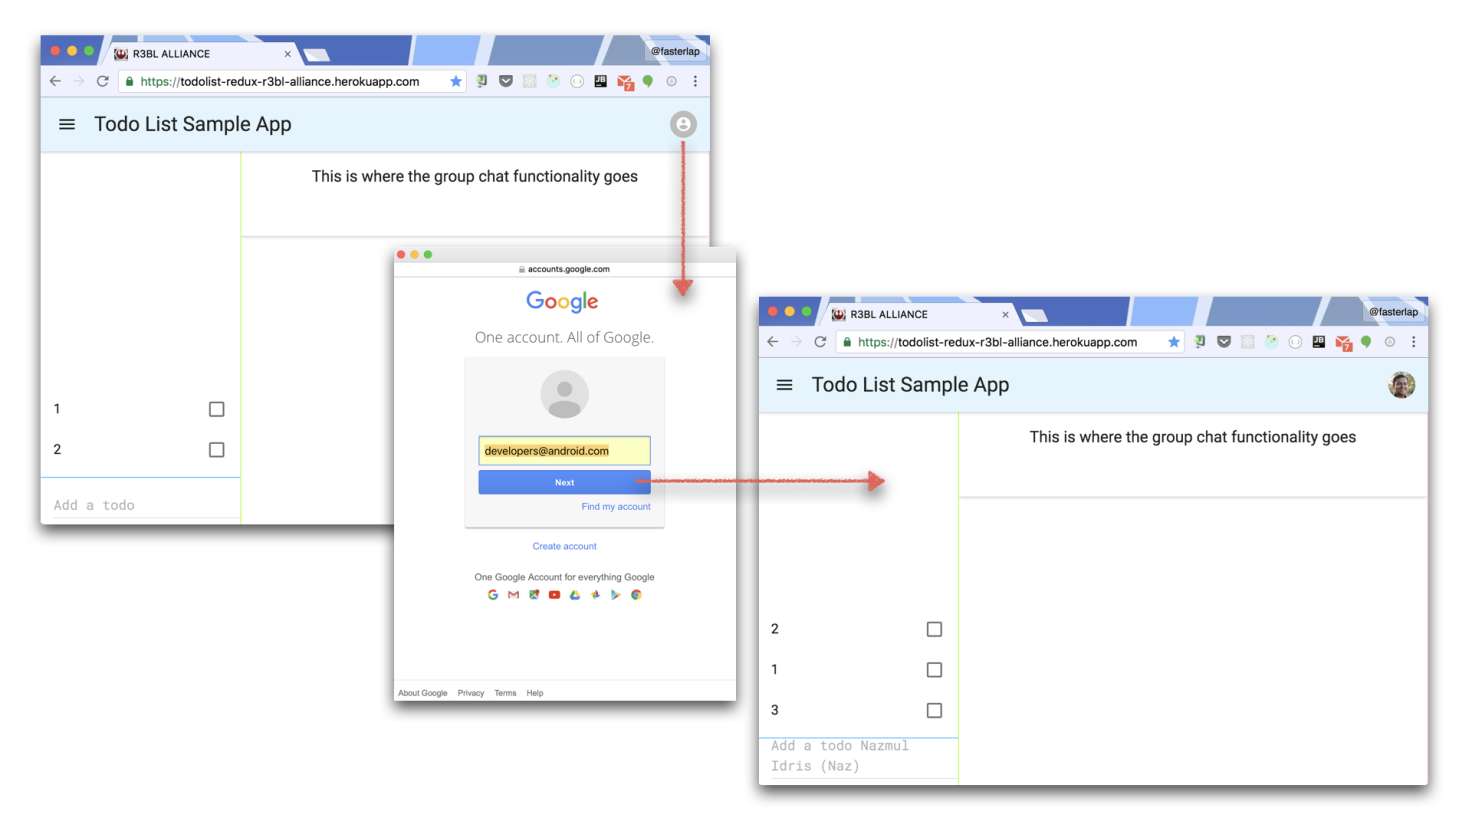 R3BL ALLIANCE
@fasterlap
https://todolist-redux-r3bl-alliance.herokuapp.com
JB
7
Todo List Sample App
This is where the group chat functionality goes
1
2
Add a todo
accounts.google.com
Google
One account. All of Google.
developers@android.com
Next
Find my account
Create account
One Google Account for everything Google
About Google Privacy Terms Help
R3BL ALLIANCE
@fasterlap
https://todolist-redux-r3bl-alliance.herokuapp.com
JB
7
Todo List Sample App
This is where the group chat functionality goes
2
1
3
Add a todo Nazmul
Idris (Naz)